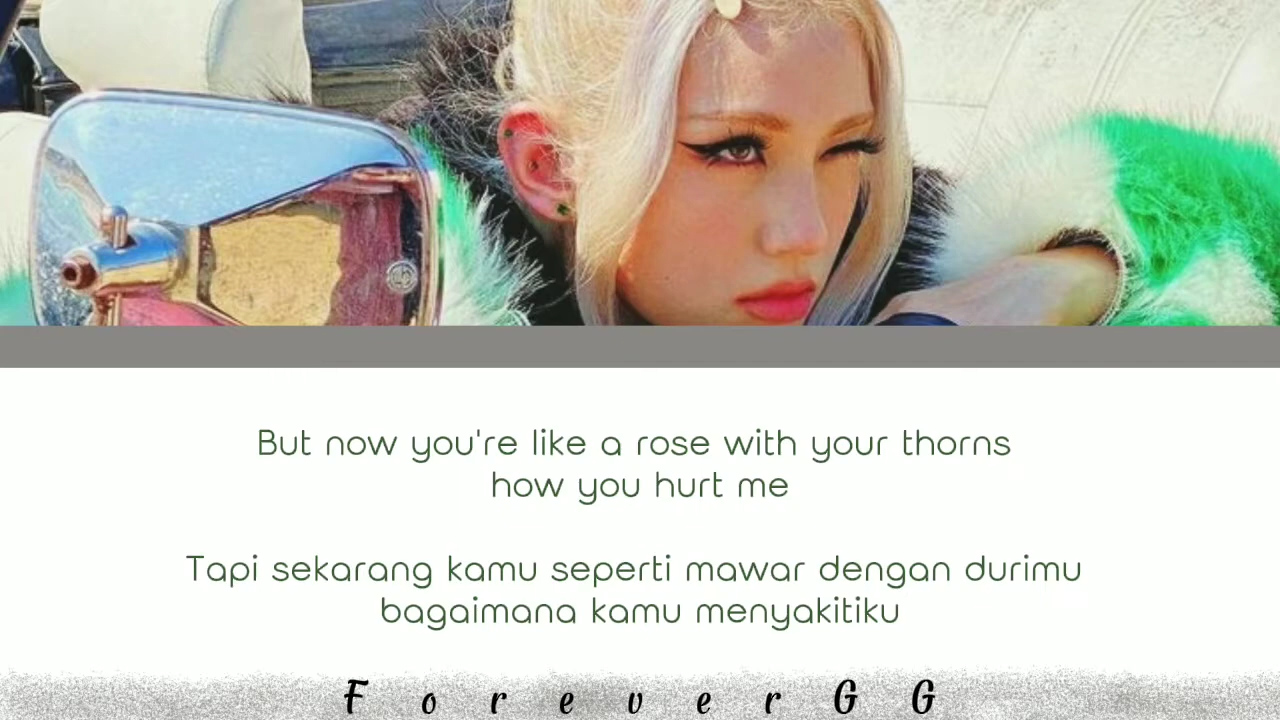 But now you're like a rose with your thorns
how you hurt me
Tapi sekarang kamu seperti mawar dengan durimu
bagaimana kamu menyakitiku
ForeverGG